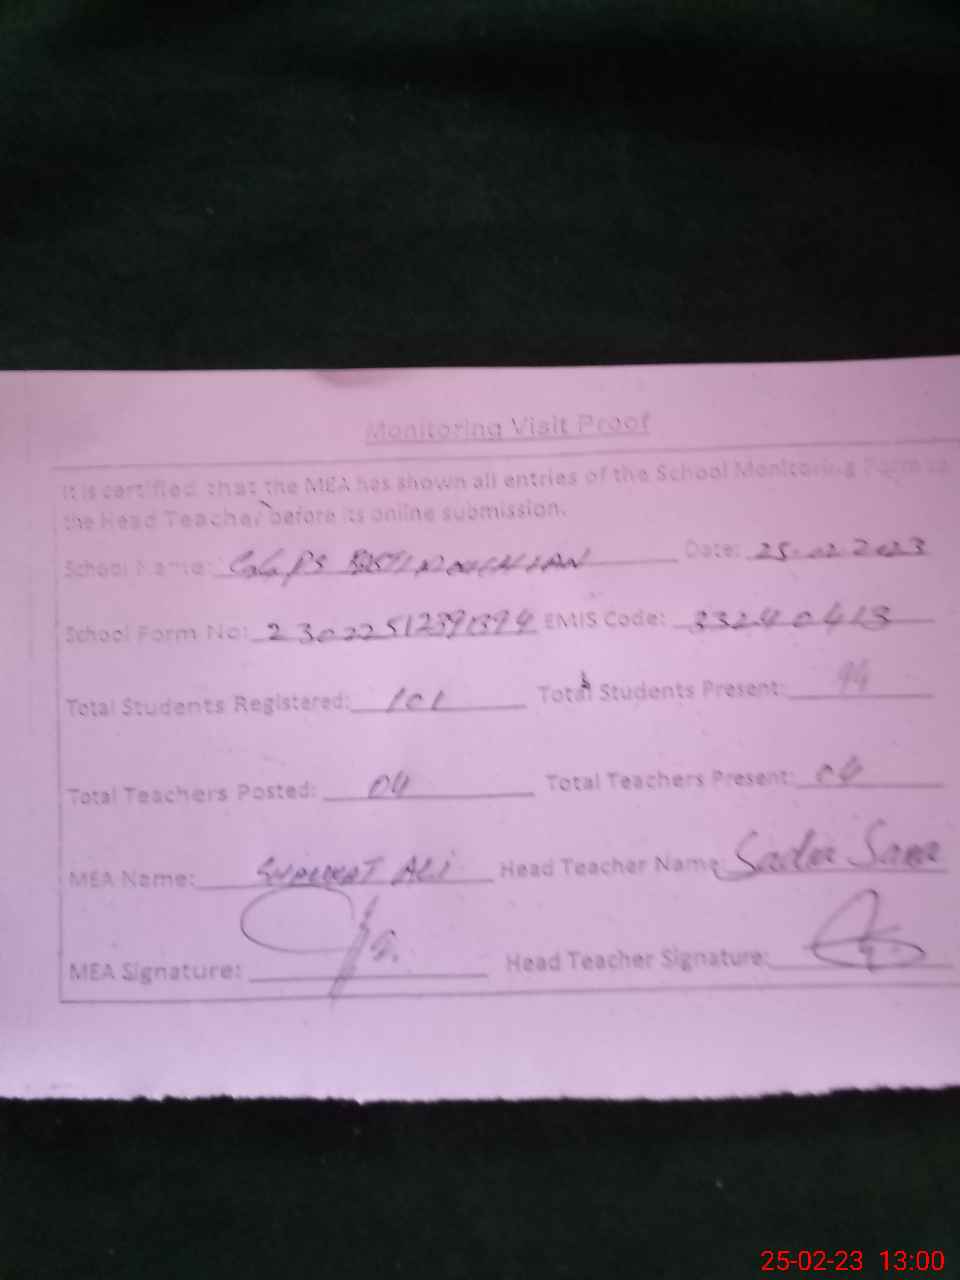 Monitoring Visit Proof
It is certified that the MEA has shown all entries of the School Monitoring Form to
the Head Teacher before its online submission.
School Name: Date: 25-02-2023
School Form No: EMIS Code: 33240413
Total Students Registered: 101 Total Students Present: 94
Total Teachers Posted: 04 Total Teachers Present: 04
MEA Name: ALI Head Teacher Name: Sadia
MEA Signature: Head Teacher Signature:
25-02-23 13:00